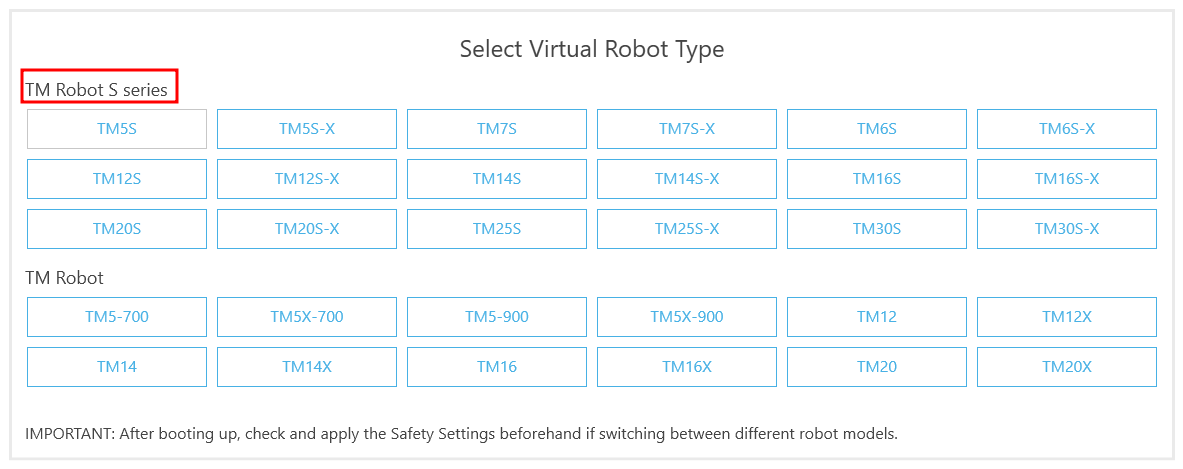 Select Virtual Robot Type
TM Robot S series
TM5S TM5S-X TM7S TM7S-X TM6S TM6S-X
TM12S TM12S-X TM14S TM14S-X TM16S TM16S-X
TM20S TM20S-X TM25S TM25S-X TM30S TM30S-X
TM Robot
TM5-700 TM5X-700 TM5-900 TM5X-900 TM12 TM12X
TM14 TM14X TM16 TM16X TM20 TM20X
IMPORTANT: After booting up, check and apply the Safety Settings beforehand if switching between different robot models.